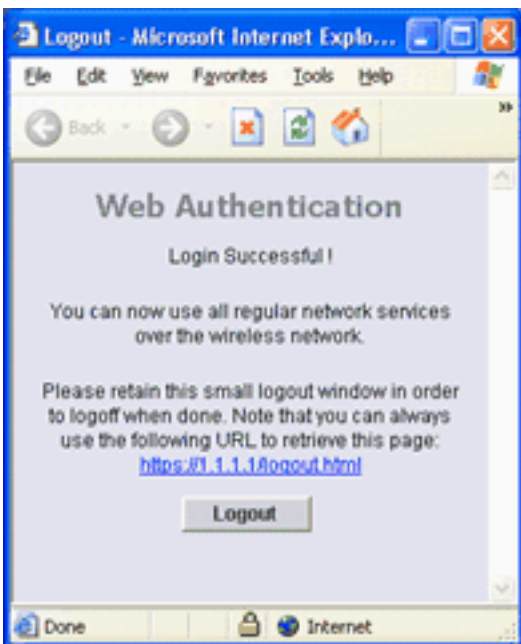 Logout - Microsoft Internet Explo...
File Edit View Favorites Tools Help
Back
Web Authentication
Login Successful !
You can now use all regular network services
over the wireless network.
Please retain this small logout window in order
to logoff when done. Note that you can always
use the following URL to retrieve this page:
https://1.1.1.1/logout.html
Logout
Done Internet